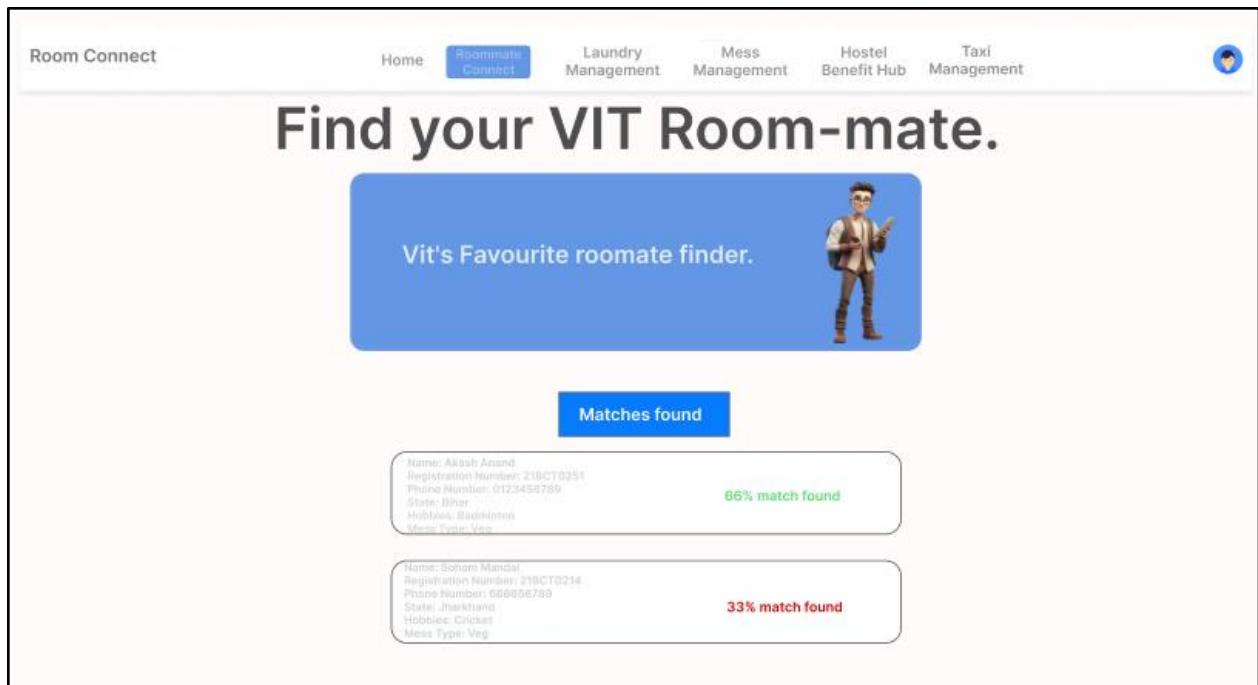 Room Connect
Home
Roommate
Connect
Laundry
Management
Mess
Management
Hostel
Benefit Hub
Taxi
Management
Find your VIT Room-mate.
Vit's Favourite roomate finder.
Matches found
Name: Akash Anand
Registration Number: 21BCT0251
Phone Number: 0123456789
State: Bihar
Hobbies: Badminton
Mess Type: Veg
66% match found
Name: Soham Mandal
Registration Number: 21BCT0214
Phone Number: 666656789
State: Jharkhand
Hobbies: Cricket
Mess Type: Veg
33% match found